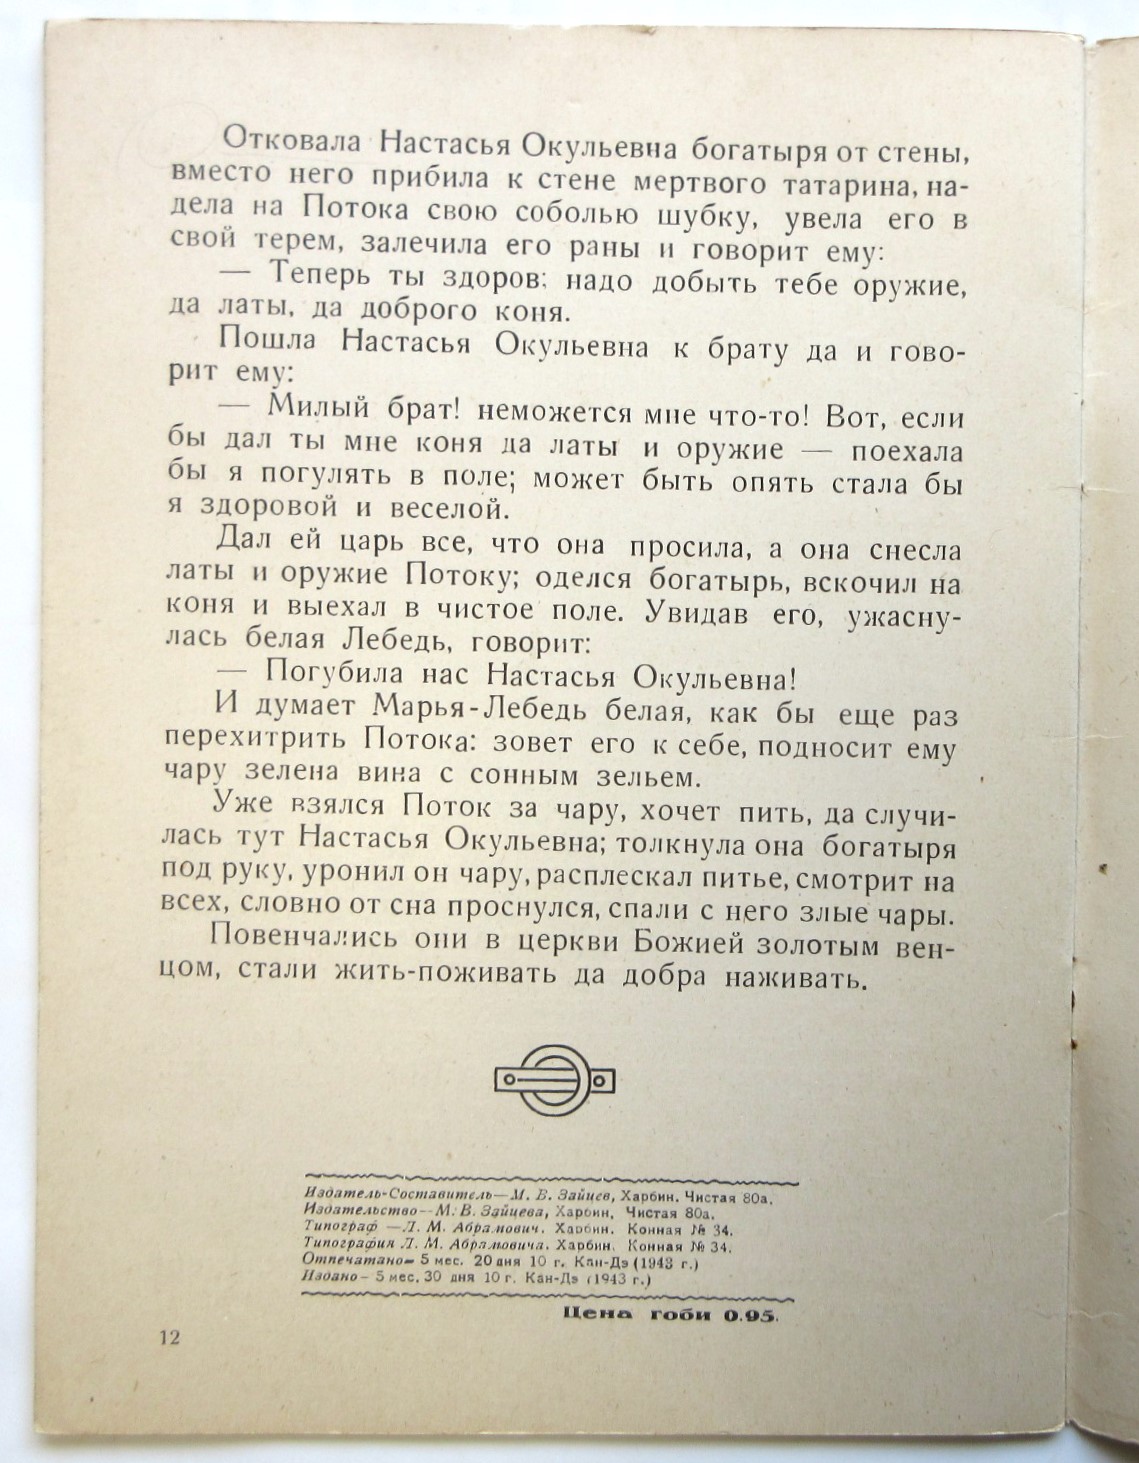 Отковала Настасья Окульевна богатыря от стены,
вместо него прибила к стене мертвого татарина, на-
дела на Потока свою соболью шубку, увела его в
свой терем, залечила его раны и говорит ему:
— Теперь ты здоров: надо добыть тебе оружие,
да латы, да доброго коня.
Пошла Настасья Окульевна к брату да и гово-
рит ему:
— Милый брат! неможется мне что-то! Вот, если
бы дал ты мне коня да латы и оружие — поехала
бы я погулять в поле; может быть опять стала бы
я здоровой и веселой.
Дал ей царь все, что она просила, а она снесла
латы и оружие Потоку; оделся богатырь, вскочил на
коня и выехал в чистое поле. Увидав его, ужасну-
лась белая Лебедь, говорит:
— Погубила нас Настасья Окульевна!
И думает Марья-Лебедь белая, как бы еще раз
перехитрить Потока: зовет его к себе, подносит ему
чару зелена вина с сонным зельем.
Уже взялся Поток за чару, хочет пить, да случи-
лась тут Настасья Окульевна; толкнула она богатыря
под руку, уронил он чару, расплескал питье, смотрит на
всех, словно от сна проснулся, спали с него злые чары.
Повенчались они в церкви Божией золотым вен-
цом, стали жить-поживать да добра наживать.
Издатель-Составитель—М. В. Зайцев, Харбин. Чистая 80а.
Издательство—М. В. Зайцева, Харбин, Чистая 80а.
Типограф —Л. М. Абрамович. Харбин. Конная № 34.
Типография Л. М. Абрамовича. Харбин. Конная № 34.
Отпечатано— 5 мес. 20 дня 10 г. Кан-Дэ (1943 г.)
Издано— 5 мес. 30 дня 10 г. Кан-Дэ (1943 г.)
Цена гоби 0.95.
12